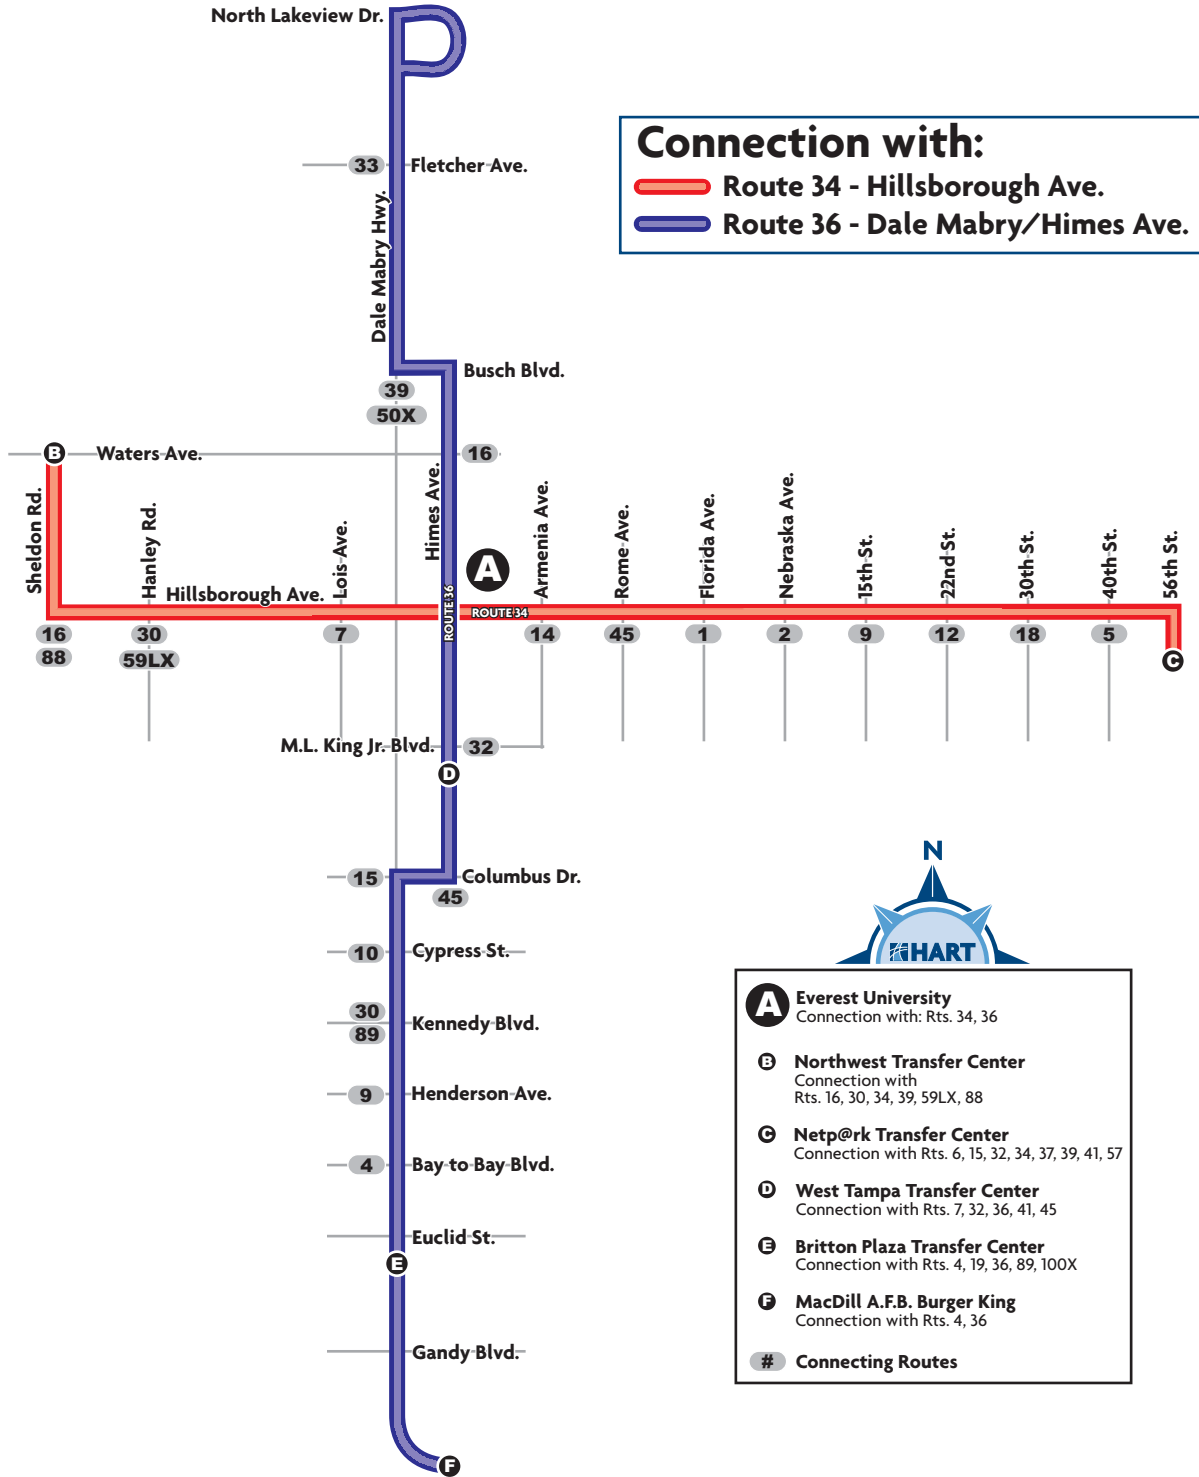 North Lakeview Dr.
Connection with:
Route 34 - Hillsborough Ave.
Route 36 - Dale Mabry/Himes Ave.
33
Fletcher Ave.
Dale Mabry Hwy.
Busch Blvd.
39
50X
B
Waters Ave.
16
Sheldon Rd.
Hanley Rd.
Lois Ave.
Himes Ave.
A
Armenia Ave.
Rome Ave.
Florida Ave.
Nebraska Ave.
15th St.
22nd St.
30th St.
40th St.
56th St.
Hillsborough Ave.
ROUTE 36
ROUTE 34
16
88
30
59LX
7
14
45
1
2
9
12
18
5
C
M.L. King Jr. Blvd.
32
D
15
Columbus Dr.
45
10
Cypress St.
30
89
Kennedy Blvd.
9
Henderson Ave.
4
Bay to Bay Blvd.
Euclid St.
E
Gandy Blvd.
F
N
HART
A Everest University
Connection with: Rts. 34, 36
B Northwest Transfer Center
Connection with
Rts. 16, 30, 34, 39, 59LX, 88
C Netp@rk Transfer Center
Connection with Rts. 6, 15, 32, 34, 37, 39, 41, 57
D West Tampa Transfer Center
Connection with Rts. 7, 32, 36, 41, 45
E Britton Plaza Transfer Center
Connection with Rts. 4, 19, 36, 89, 100X
F MacDill A.F.B. Burger King
Connection with Rts. 4, 36
# Connecting Routes